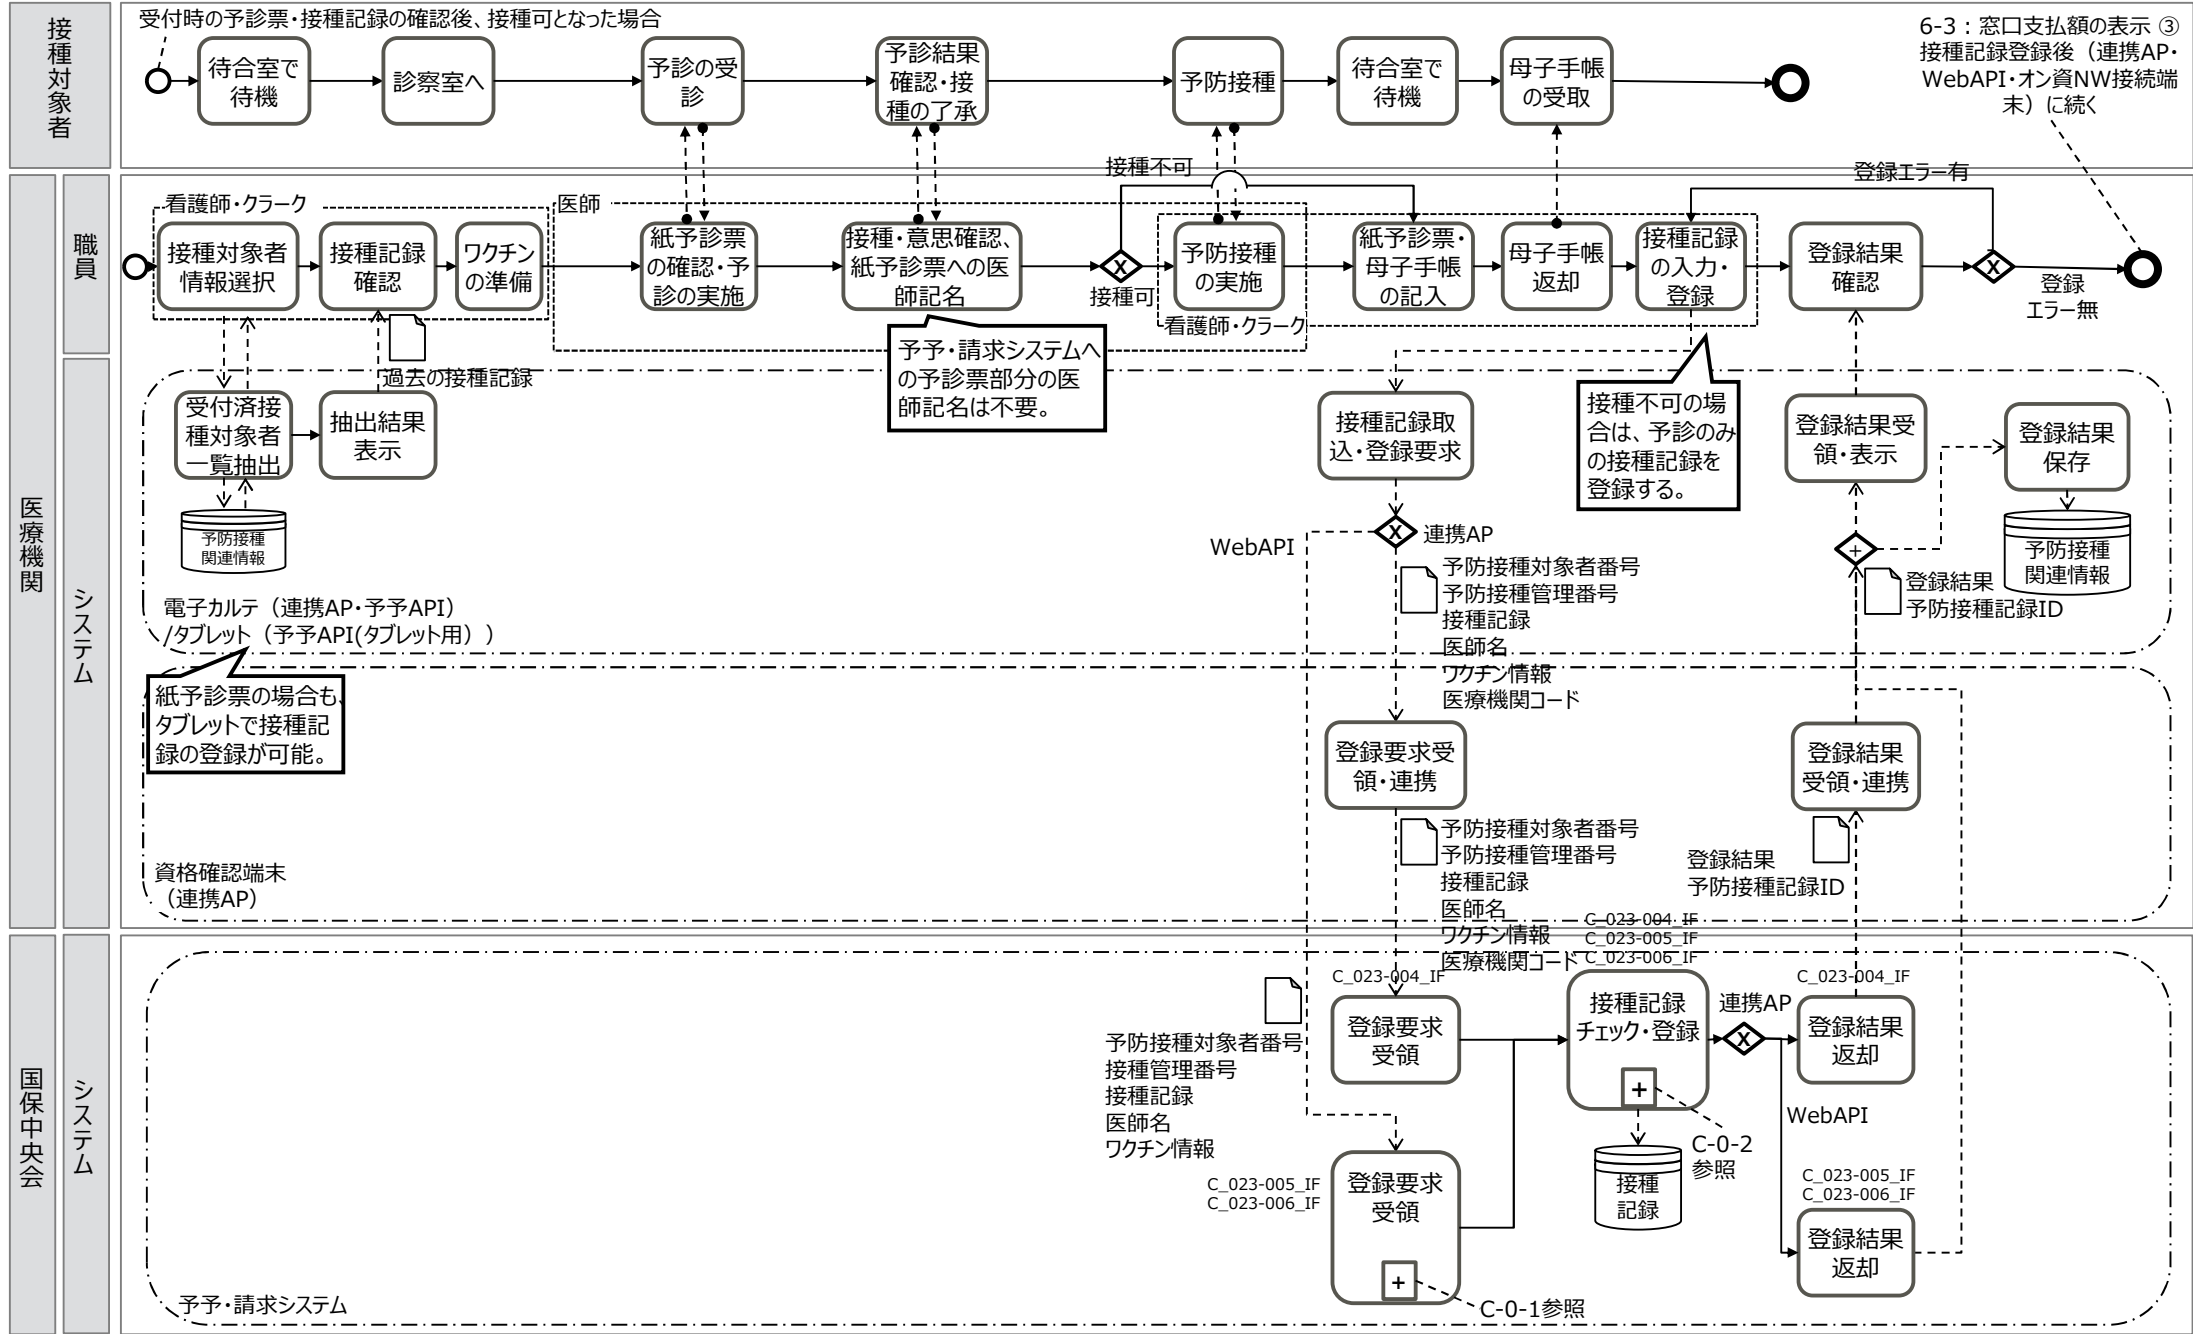 接種対象者
受付時の予診票・接種記録の確認後、接種可となった場合
待合室で
待機
診察室へ
予診の受
診
予診結果
確認・接
種の了承
予防接種
待合室で
待機
母子手帳
の受取
6-3：窓口支払額の表示 ③
接種記録登録後（連携AP・
WebAPI・オン資NW接続端
末）に続く
医療機関
職員
看護師・クラーク
接種対象者
情報選択
接種記録
確認
ワクチン
の準備
医師
紙予診票
の確認・予
診の実施
接種・意思確認、
紙予診票への医
師記名
接種不可
接種可
予防接種
の実施
看護師・クラーク
紙予診票・
母子手帳
の記入
母子手帳
返却
接種記録
の入力・
登録
登録結果
確認
登録エラー有
登録
エラー無
予予・請求システムへ
の予診票部分の医
師記名は不要。
接種不可の場
合は、予診のみ
の接種記録を
登録する。
システム
過去の接種記録
受付済接
種対象者
一覧抽出
抽出結果
表示
予防接種
関連情報
電子カルテ（連携AP・予予API）
/タブレット（予予API(タブレット用））
接種記録取
込・登録要求
WebAPI
連携AP
予防接種対象者番号
予防接種管理番号
接種記録
医師名
ワクチン情報
医療機関コード
登録結果受
領・表示
登録結果
保存
予防接種
関連情報
登録結果
予防接種記録ID
紙予診票の場合も、
タブレットで接種記
録の登録が可能。
資格確認端末
（連携AP）
登録要求受
領・連携
予防接種対象者番号
予防接種管理番号
接種記録
医師名
ワクチン情報
医療機関コード
登録結果
受領・連携
登録結果
予防接種記録ID
国保中央会
システム
予防接種対象者番号
接種管理番号
接種記録
医師名
ワクチン情報
C_023-004_IF
登録要求
受領
C_023-005_IF
C_023-006_IF
登録要求
受領
C-0-1参照
C_023-004_IF
C_023-005_IF
C_023-006_IF
接種記録
チェック・登録
C-0-2
参照
接種
記録
連携AP
WebAPI
C_023-004_IF
登録結果
返却
C_023-005_IF
C_023-006_IF
登録結果
返却
予予・請求システム